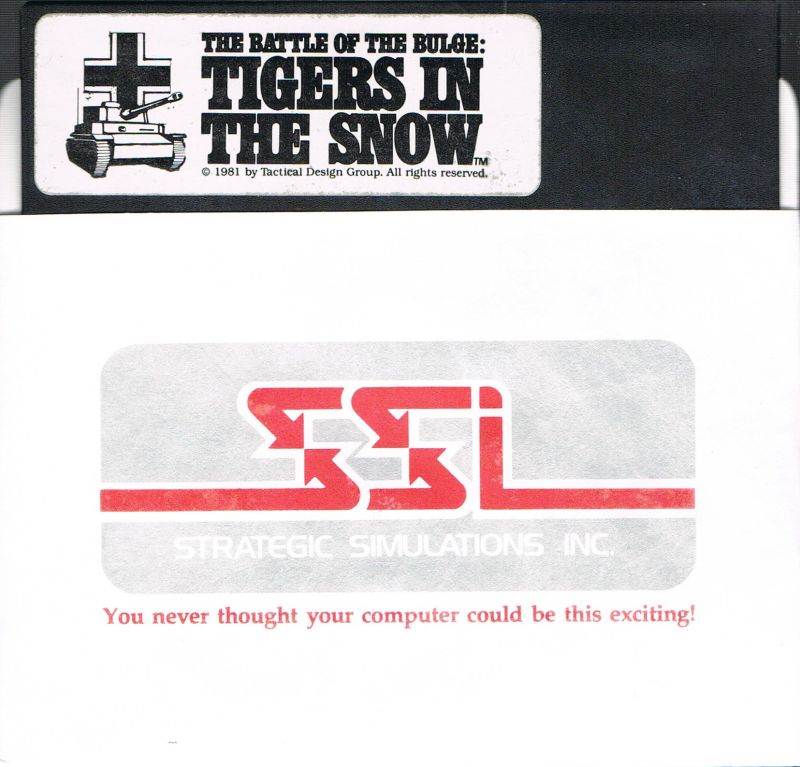 THE BATTLE OF THE BULGE:
TIGERS IN
THE SNOW™
© 1981 by Tactical Design Group. All rights reserved.
SSI
STRATEGIC SIMULATIONS INC.
You never thought your computer could be this exciting!